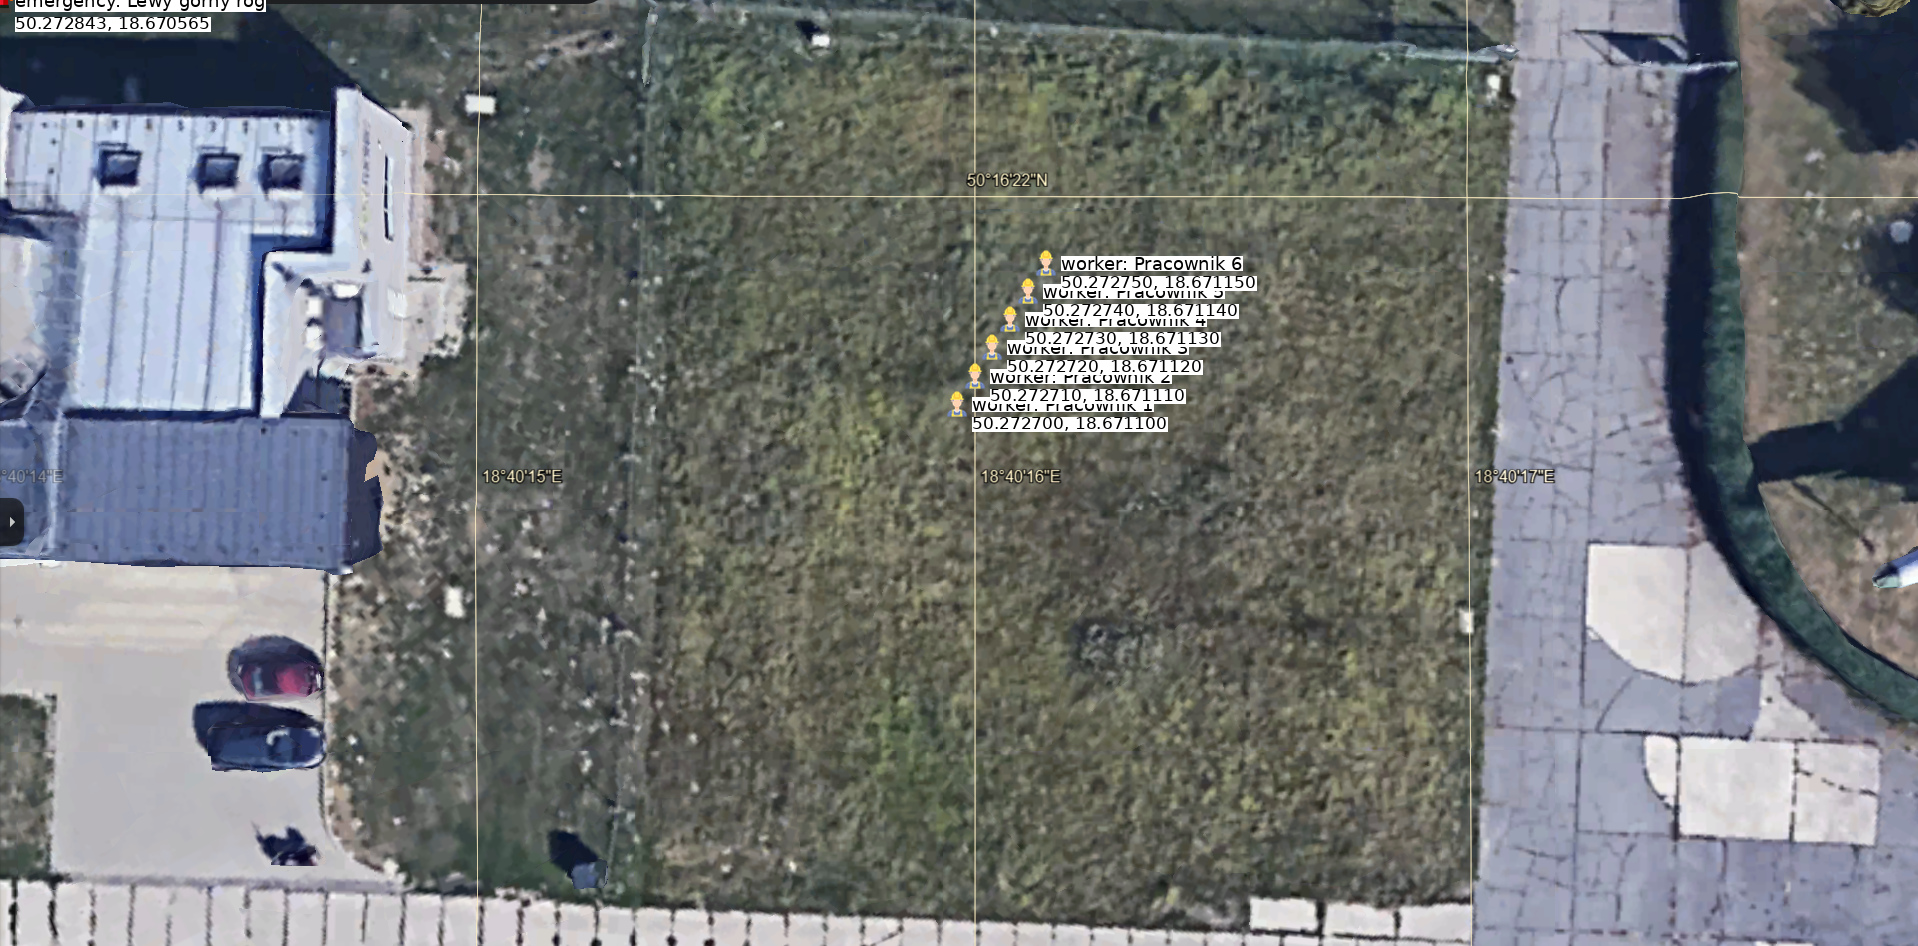 emergency: Lewy górny róg
50.272843, 18.670565
50°16'22"N
worker: Pracownik 6
50.272750, 18.671150
worker: Pracownik 5
50.272740, 18.671140
worker: Pracownik 4
50.272730, 18.671130
worker: Pracownik 3
50.272720, 18.671120
worker: Pracownik 2
50.272710, 18.671110
worker: Pracownik 1
50.272700, 18.671100
°40'14"E
18°40'15"E
18°40'16"E
18°40'17"E